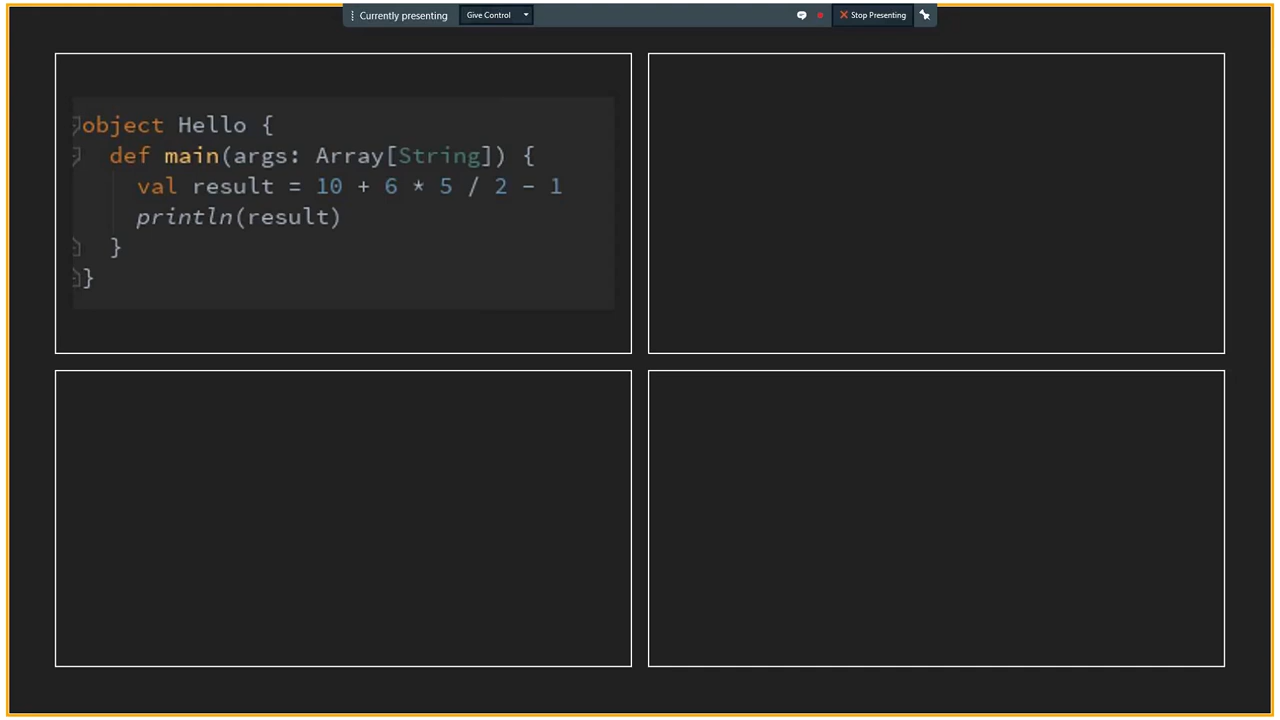 Currently presenting
Give Control
Stop Presenting
object Hello {
def main(args: Array[String]) {
val result = 10 + 6 * 5 / 2 - 1
println(result)
}
}